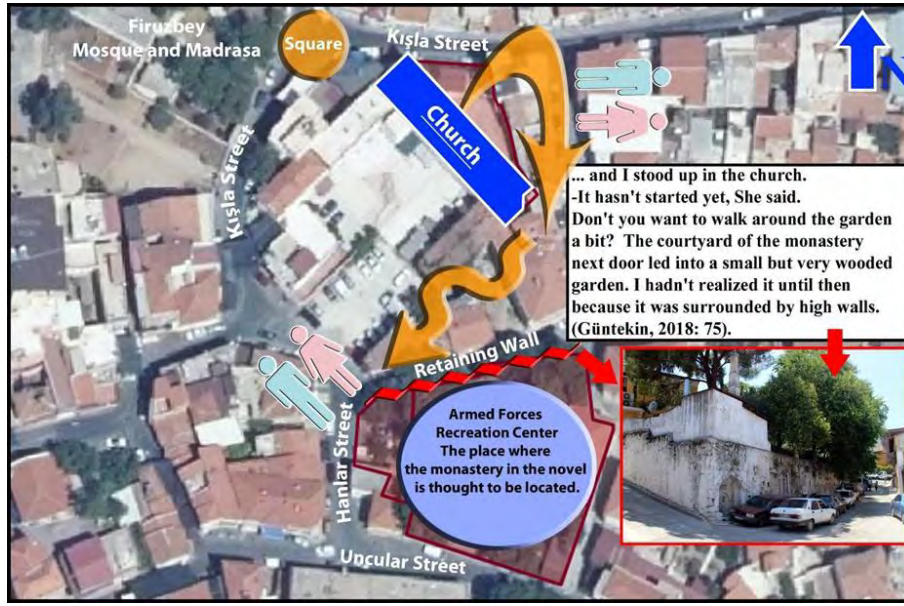 Firuzbey
Mosque and Madrasa
Square
Kışla Street
Church
Kışla Street
N
... and I stood up in the church.
-It hasn't started yet, She said.
Don't you want to walk around the garden
a bit? The courtyard of the monastery
next door led into a small but very wooded
garden. I hadn't realized it until then
because it was surrounded by high walls.
(Güntekin, 2018: 75).
Retaining Wall
Armed Forces
Recreation Center
The place where
the monastery in the novel
is thought to be located.
Hanlar Street
Uncular Street